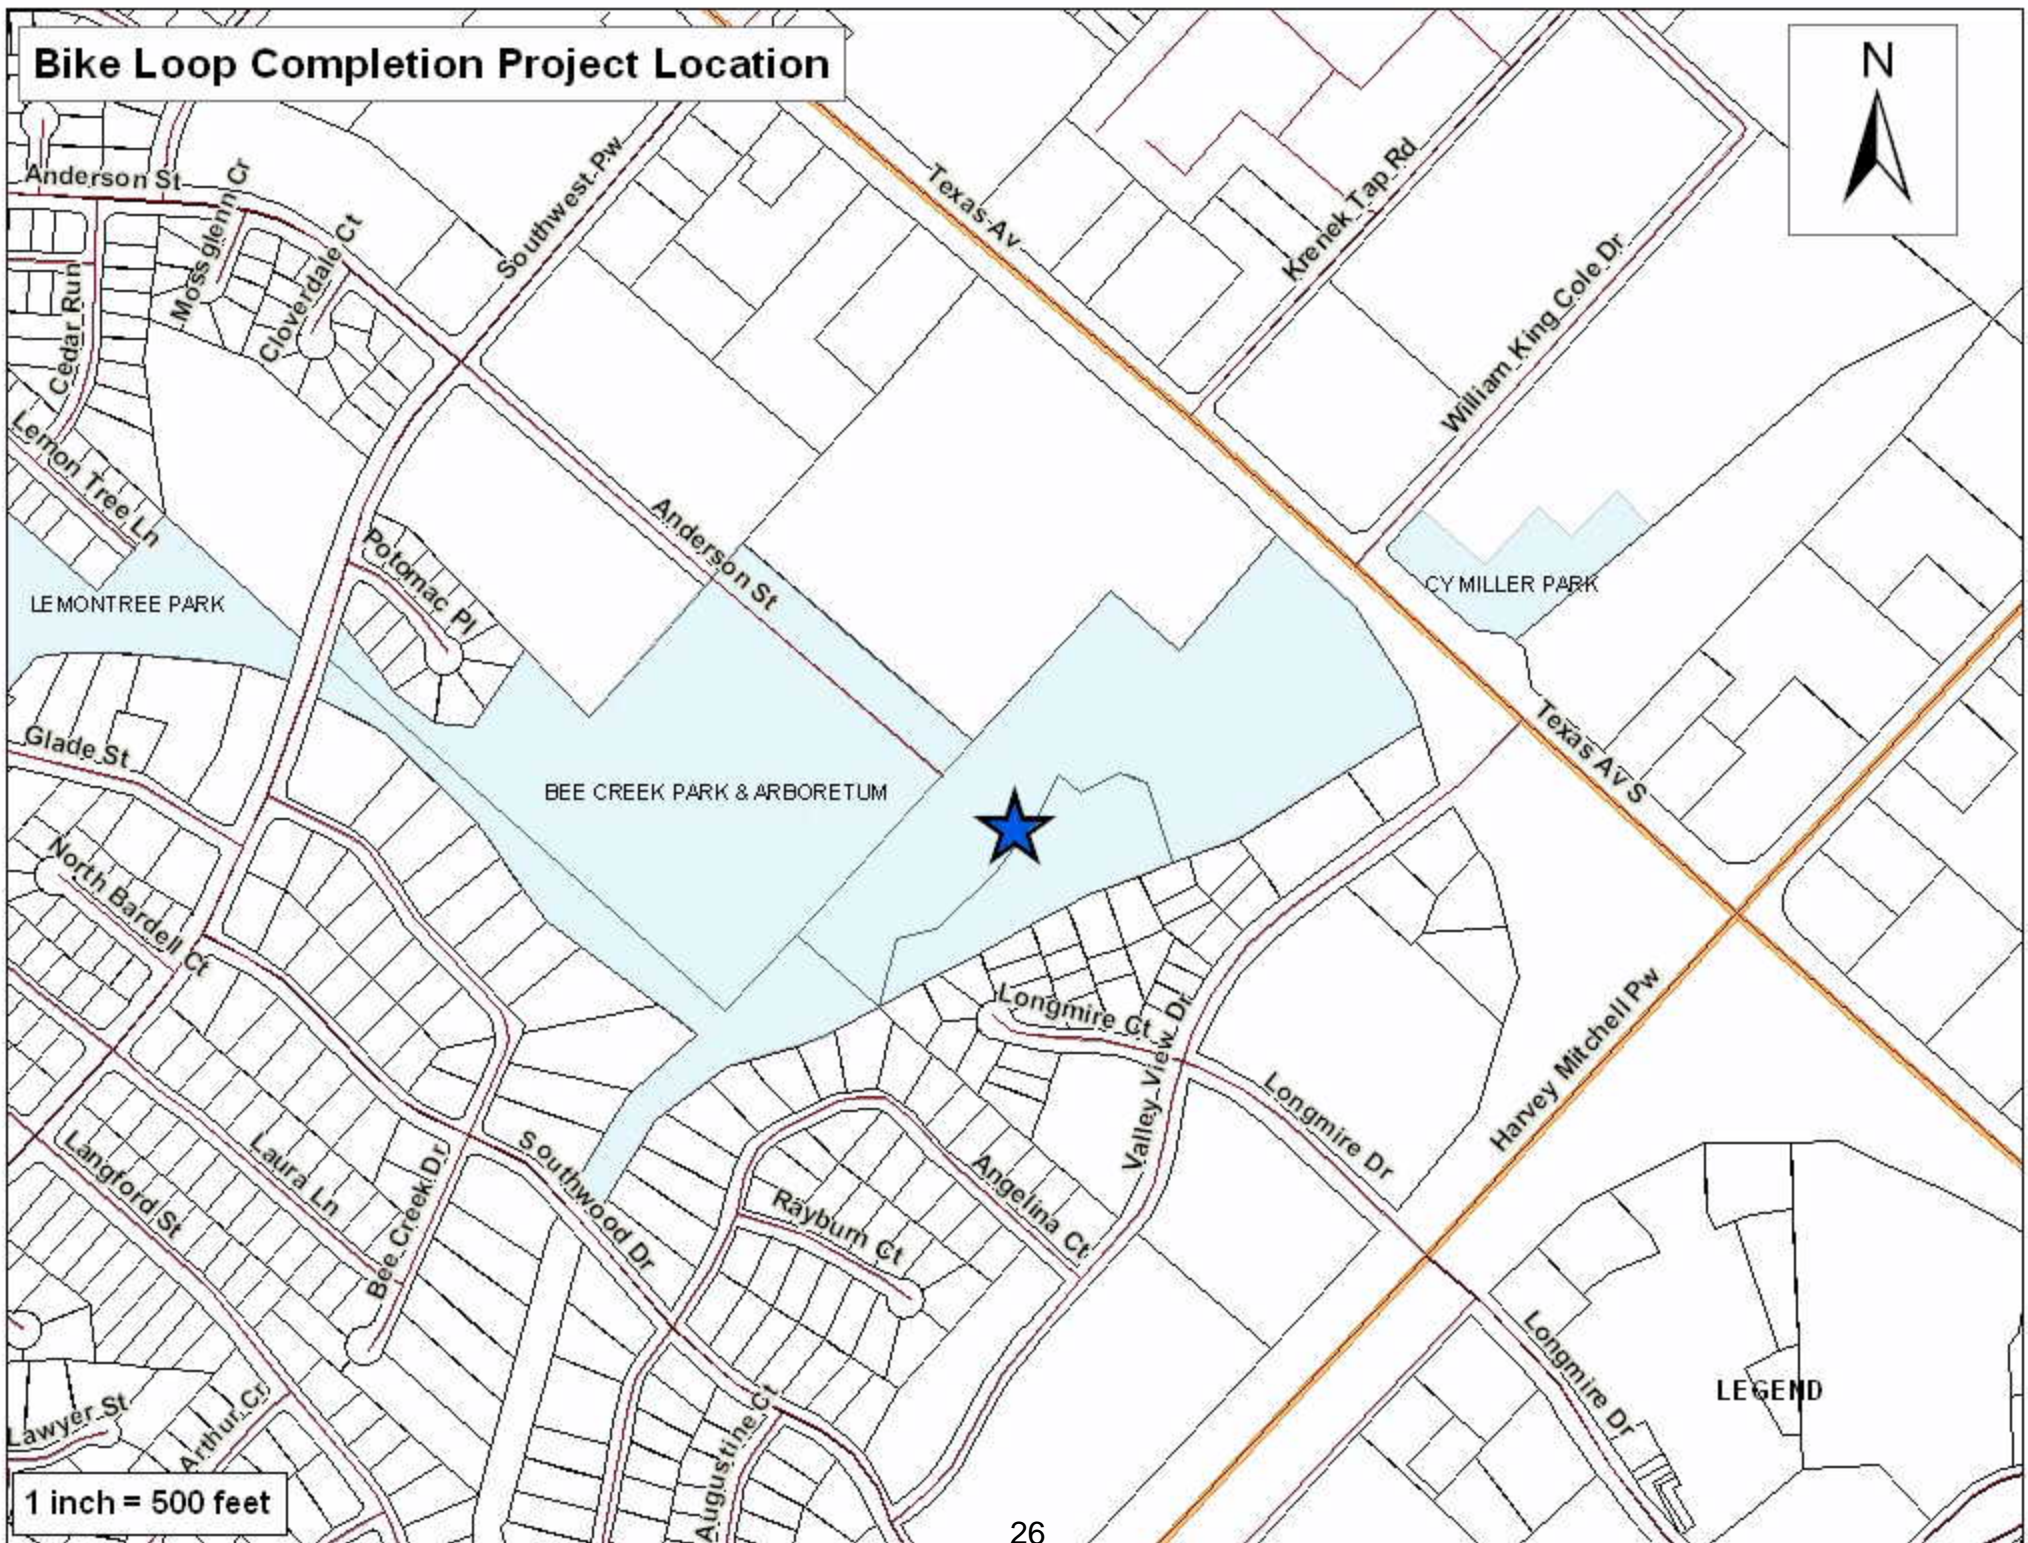 Bike Loop Completion Project Location
N
Anderson St
Mossglenn Cr
Cloverdale Ct
Southwest Pw
Texas Av
Krenek Tap Rd
William King Cole Dr
Cedar Run
Lemon Tree Ln
Potomac Pl
Anderson St
LEMONTREE PARK
CY MILLER PARK
Glade St
BEE CREEK PARK & ARBORETUM
Texas Av S
North Bardell Ct
Longmire Ct
Valley View Dr
Longmire Dr
Harvey Mitchell Pw
Langford St
Laura Ln
Bee Creek Dr
Southwood Dr
Rayburn Ct
Angelina Ct
Longmire Dr
LEGEND
Lawyer St
Arthur Cr
Augustine Ct
1 inch = 500 feet
26